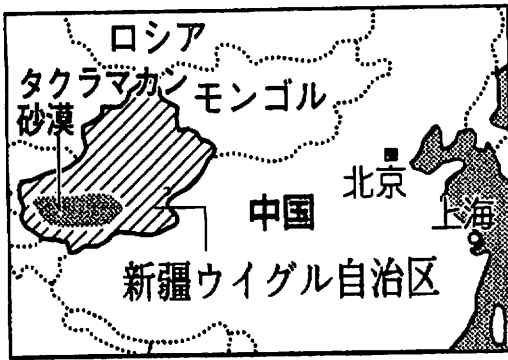 ロシア
タクラマカン
砂漠
モンゴル
北京
中国
上海
新疆ウイグル自治区